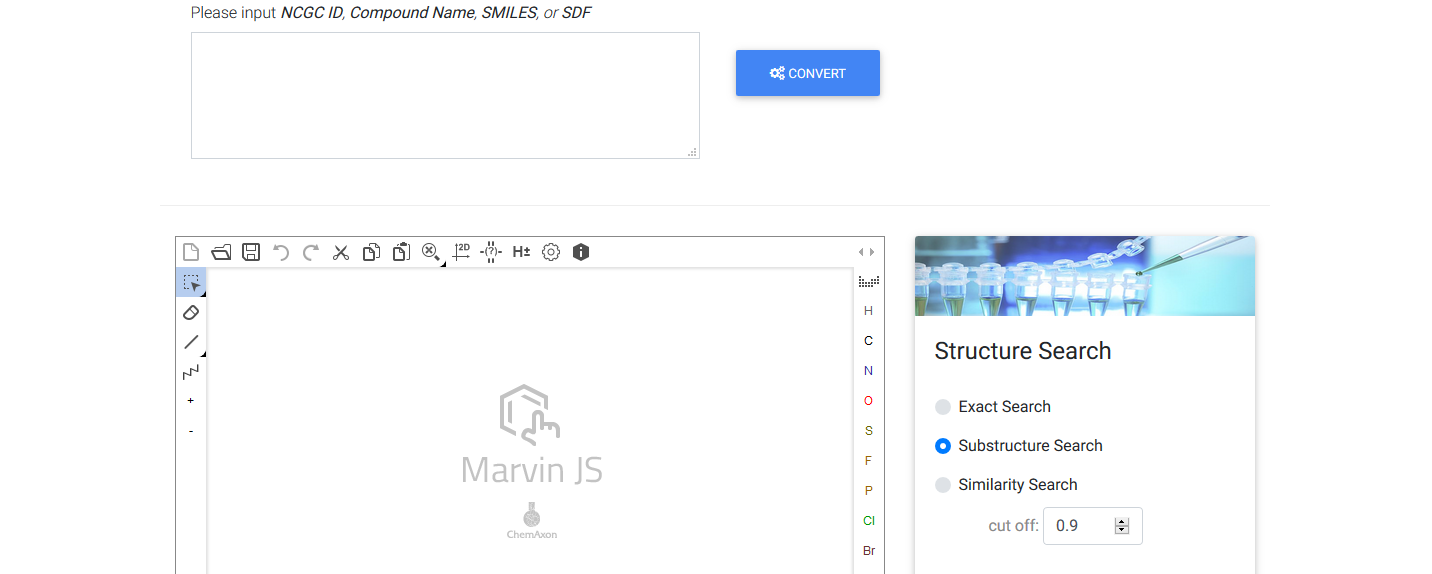 Please input NCGC ID, Compound Name, SMILES, or SDF
CONVERT
2D
(?)
H±
i
H
C
N
O
S
F
P
Cl
Br
+
-
Marvin JS
ChemAxon
Structure Search
Exact Search
Substructure Search
Similarity Search
cut off: 0.9